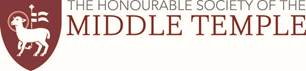 THE HONOURABLE SOCIETY OF THE
MIDDLE TEMPLE